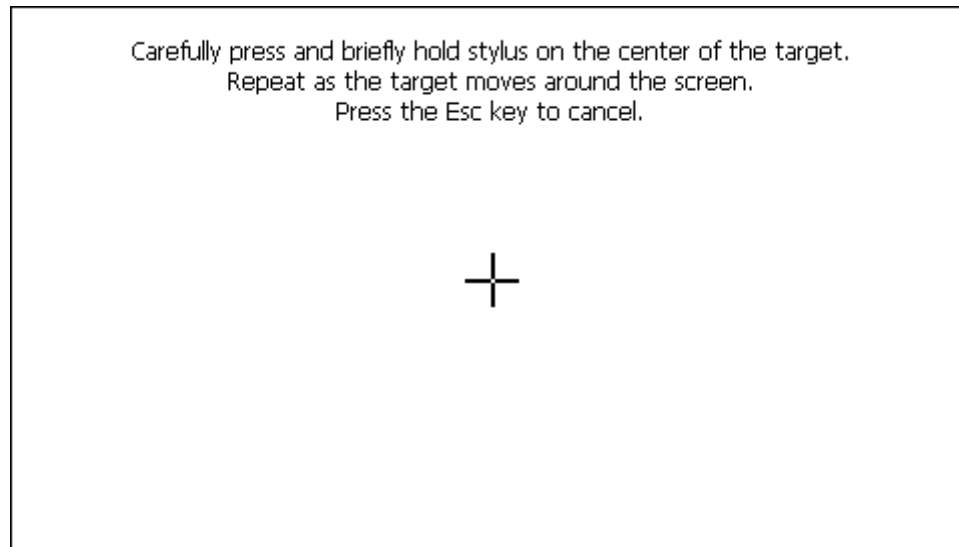 Carefully press and briefly hold stylus on the center of the target.
Repeat as the target moves around the screen.
Press the Esc key to cancel.